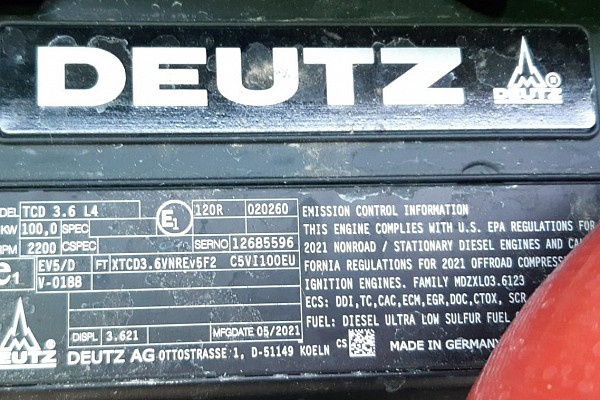 DEUTZ
DEUTZ
DEL TCD 3.6 L4
KW 100,0 SPEC
PM 2200 CSPEC
E1 120R 020260
SERNO 12685596
e1 EV5/D FT XTCD3.6VNREv5F2 C5VI100EU
V-0188
DISPL 3.621 MFGDATE 05/2021
DEUTZ
DEUTZ AG OTTOSTRASSE 1, D-51149 KOELN CS
EMISSION CONTROL INFORMATION
THIS ENGINE COMPLIES WITH U.S. EPA REGULATIONS FOR
2021 NONROAD / STATIONARY DIESEL ENGINES AND CAL
FORNIA REGULATIONS FOR 2021 OFFROAD COMPRESS
IGNITION ENGINES. FAMILY MDZXL03.6123
ECS: DDI,TC,CAC,ECM,EGR,DOC,CTOX, SCR
FUEL: DIESEL ULTRA LOW SULFUR FUEL
MADE IN GERMANY